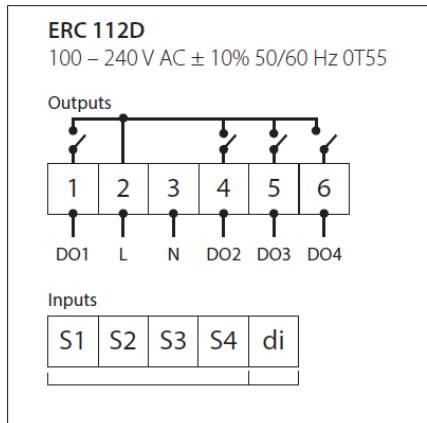 ERC 112D
100 – 240 V AC ± 10% 50/60 Hz 0T55
Outputs
1 2 3 4 5 6
DO1 L N DO2 DO3 DO4
Inputs
S1 S2 S3 S4 di